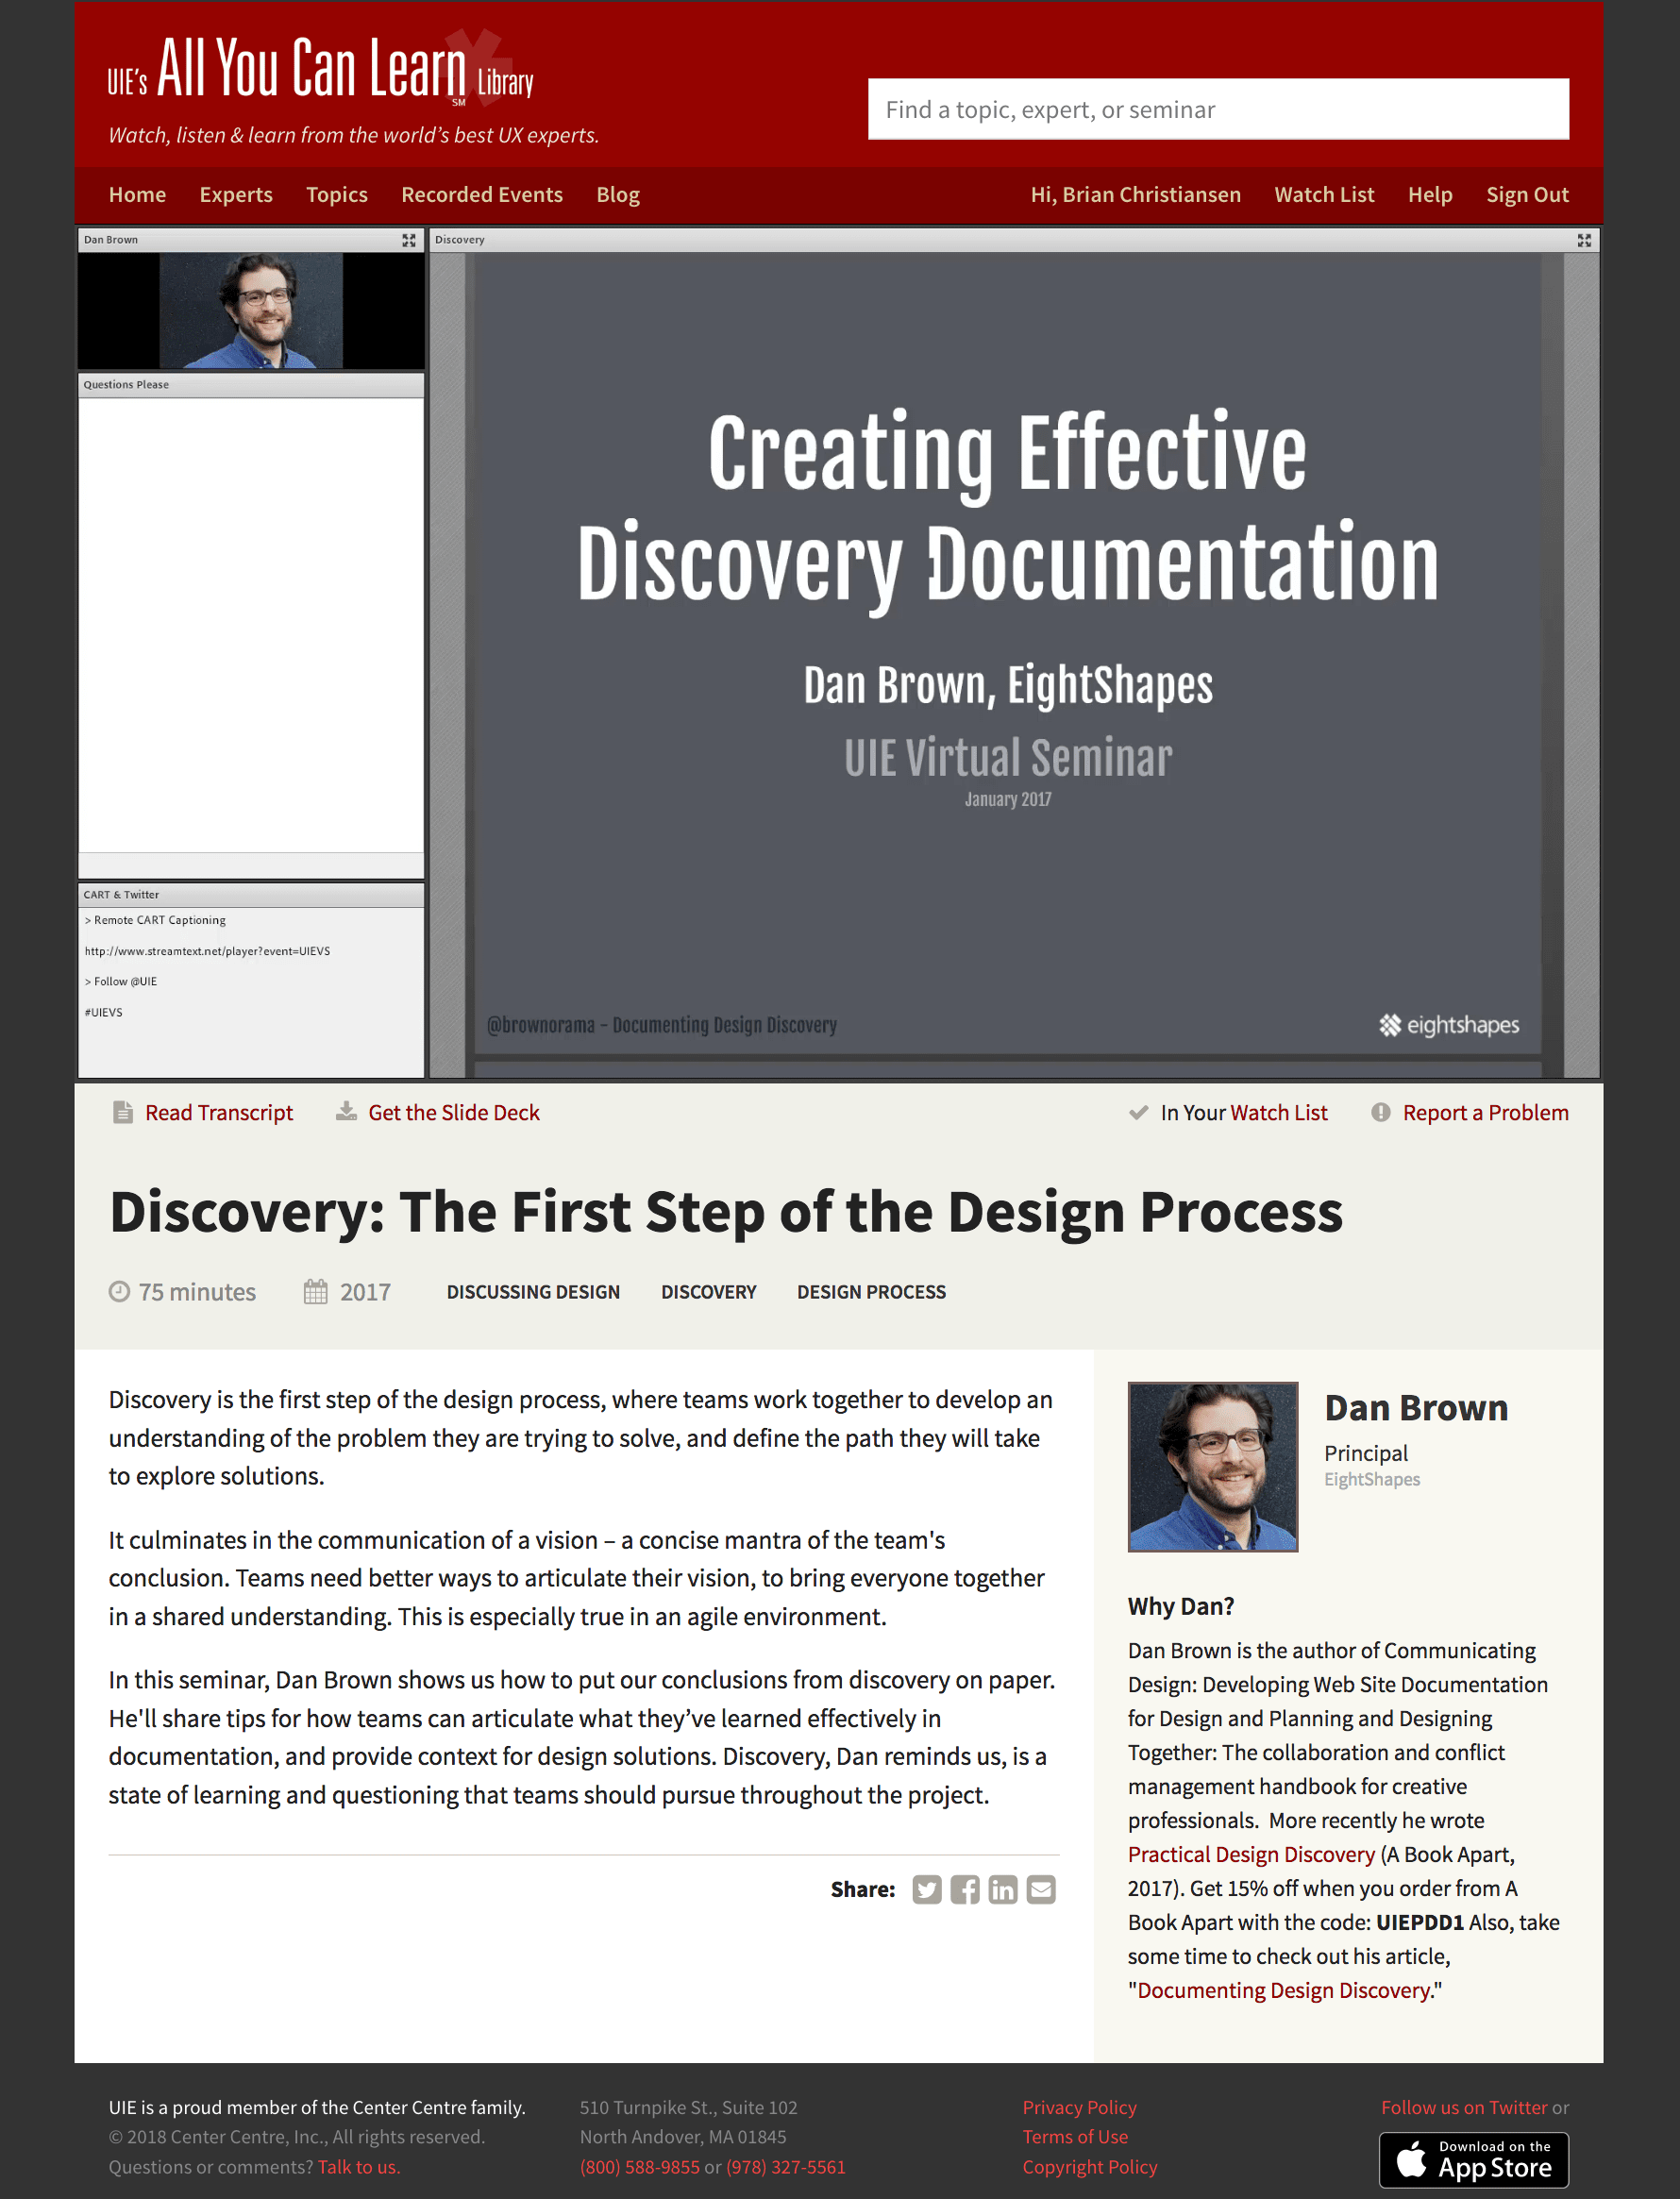 UIE's All You Can Learn Library
SM
Watch, listen & learn from the world's best UX experts.
Find a topic, expert, or seminar
Home Experts Topics Recorded Events Blog
Hi, Brian Christiansen Watch List Help Sign Out
Dan Brown
Questions Please
CART & Twitter
> Remote CART Captioning
http://www.streamtext.net/player?event=UIEVS
> Follow @UIE
#UIEVS
Discovery
Creating Effective
Discovery Documentation
Dan Brown, EightShapes
UIE Virtual Seminar
January 2017
@brownorama - Documenting Design Discovery
eightshapes
Read Transcript Get the Slide Deck
In Your Watch List Report a Problem
Discovery: The First Step of the Design Process
75 minutes 2017 DISCUSSING DESIGN DISCOVERY DESIGN PROCESS
Discovery is the first step of the design process, where teams work together to develop an
understanding of the problem they are trying to solve, and define the path they will take
to explore solutions.
It culminates in the communication of a vision – a concise mantra of the team's
conclusion. Teams need better ways to articulate their vision, to bring everyone together
in a shared understanding. This is especially true in an agile environment.
In this seminar, Dan Brown shows us how to put our conclusions from discovery on paper.
He'll share tips for how teams can articulate what they’ve learned effectively in
documentation, and provide context for design solutions. Discovery, Dan reminds us, is a
state of learning and questioning that teams should pursue throughout the project.
Share:
Dan Brown
Principal
EightShapes
Why Dan?
Dan Brown is the author of Communicating
Design: Developing Web Site Documentation
for Design and Planning and Designing
Together: The collaboration and conflict
management handbook for creative
professionals.  More recently he wrote
Practical Design Discovery (A Book Apart,
2017). Get 15% off when you order from A
Book Apart with the code: UIEPDD1 Also, take
some time to check out his article,
"Documenting Design Discovery."
UIE is a proud member of the Center Centre family.
© 2018 Center Centre, Inc., All rights reserved.
Questions or comments? Talk to us.
510 Turnpike St., Suite 102
North Andover, MA 01845
(800) 588-9855 or (978) 327-5561
Privacy Policy
Terms of Use
Copyright Policy
Follow us on Twitter or
Download on the
App Store